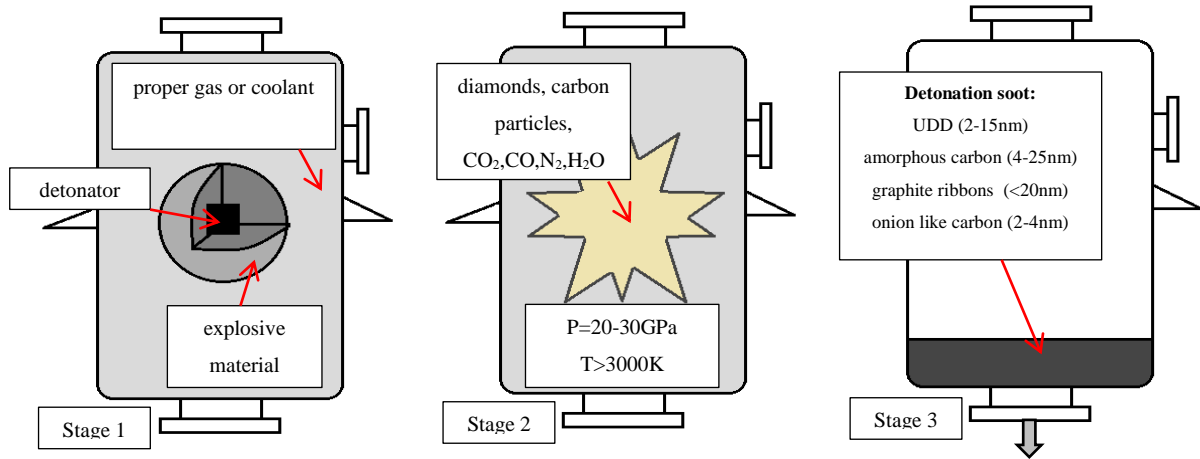 proper gas or coolant
detonator
explosive
material
Stage 1
diamonds, carbon
particles,
CO₂,CO,N₂,H₂O
P=20-30GPa
T>3000K
Stage 2
Detonation soot:
UDD (2-15nm)
amorphous carbon (4-25nm)
graphite ribbons (<20nm)
onion like carbon (2-4nm)
Stage 3